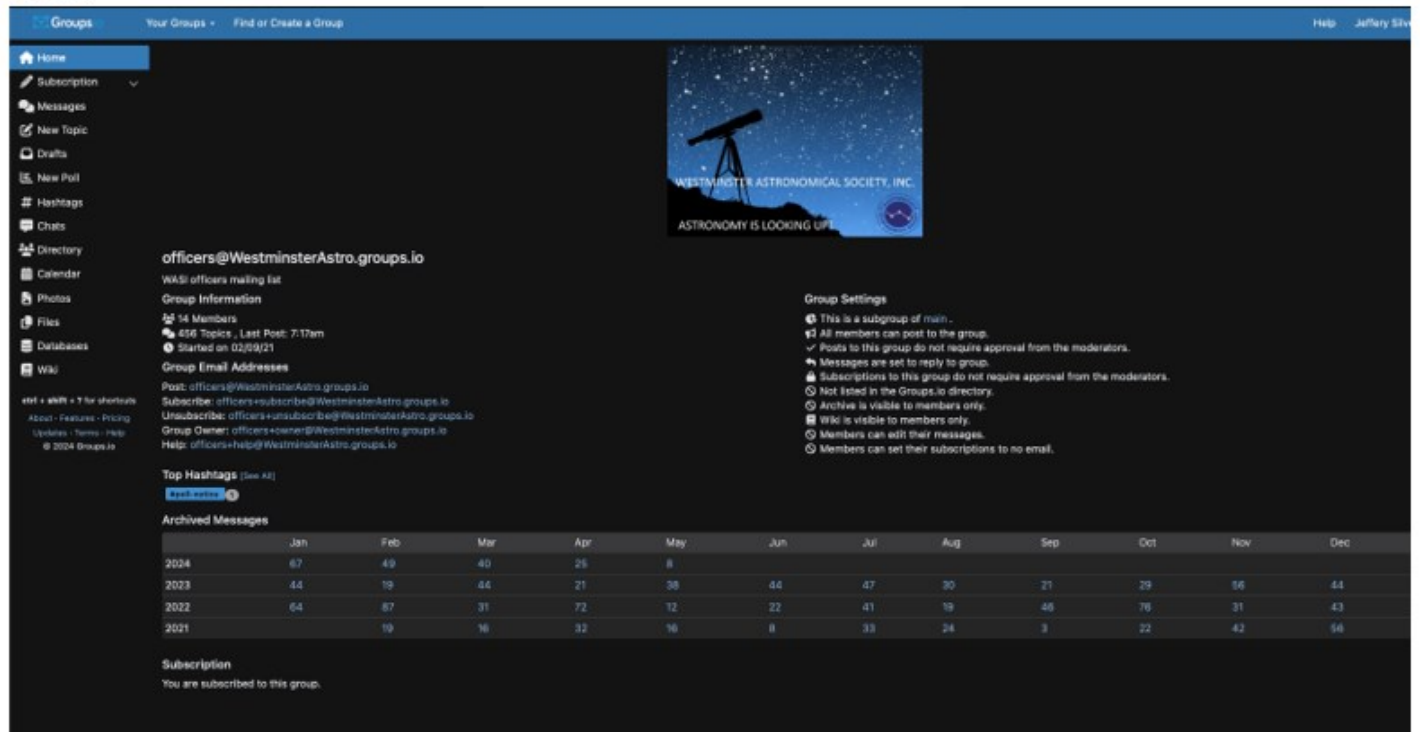 Groups Your Groups Find or Create a Group Help Jeffery
Home
Subscription
Messages
New Topic
Drafts
New Poll
# Hashtags
Chats
Directory
Calendar
Photos
Files
Databases
Wiki
ctrl + shift + ? for shortcuts
About - Features - Pricing
Updates - Terms - Help
© 2024 Groups.io
WESTMINSTER ASTRONOMICAL SOCIETY, INC.
ASTRONOMY IS LOOKING UP!
officers@WestminsterAstro.groups.io
WASI officers mailing list
Group Information
14 Members
456 Topics , Last Post: 7:17am
Started on 02/09/21
Group Email Addresses
Post: officers@WestminsterAstro.groups.io
Subscribe: officers+subscribe@WestminsterAstro.groups.io
Unsubscribe: officers+unsubscribe@WestminsterAstro.groups.io
Group Owner: officers+owner@WestminsterAstro.groups.io
Help: officers+help@WestminsterAstro.groups.io
Group Settings
This is a subgroup of main .
All members can post to the group.
Posts to this group do not require approval from the moderators.
Messages are set to reply to group.
Subscriptions to this group do not require approval from the moderators.
Not listed in the Groups.io directory.
Archive is visible to members only.
Wiki is visible to members only.
Members can edit their messages.
Members can set their subscriptions to no email.
Top Hashtags [See All]
#poll-notice 1
Archived Messages
Jan Feb Mar Apr May Jun Jul Aug Sep Oct Nov Dec
2024 67 49 40 25 8
2023 44 19 44 21 38 44 47 30 21 29 56 44
2022 64 87 31 72 12 22 41 19 46 76 31 43
2021 19 16 32 16 8 33 24 3 22 42 56
Subscription
You are subscribed to this group.